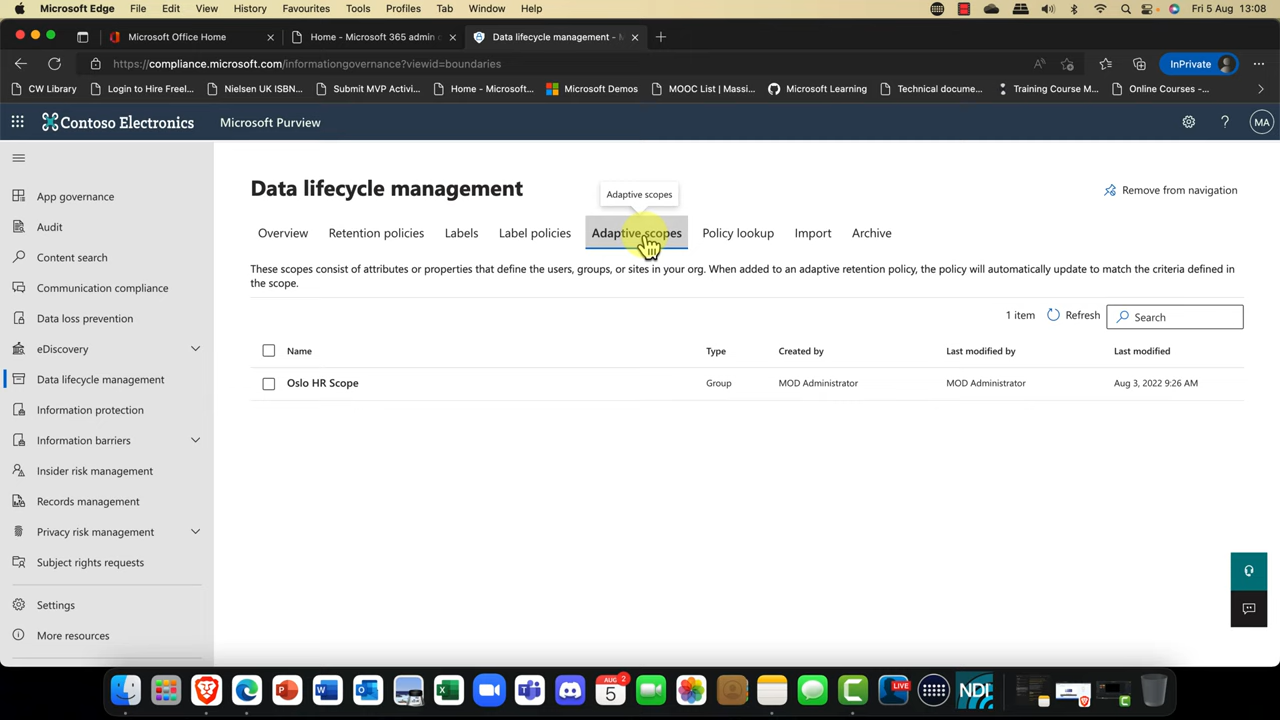 Microsoft Edge File Edit View History Favourites Tools Profiles Tab Window Help Fri 5 Aug 13:08
Microsoft Office Home Home - Microsoft 365 admin c Data lifecycle management - M
https://compliance.microsoft.com/informationgovernance?viewid=boundaries InPrivate
CW Library Login to Hire Freel... Nielsen UK ISBN... Submit MVP Activi... Home - Microsoft... Microsoft Demos MOOC List | Massi... Microsoft Learning Technical docume... Training Course M... Online Courses -...
Contoso Electronics Microsoft Purview MA
App governance
Audit
Content search
Communication compliance
Data loss prevention
eDiscovery
Data lifecycle management
Information protection
Information barriers
Insider risk management
Records management
Privacy risk management
Subject rights requests
Settings
More resources
Data lifecycle management
Adaptive scopes
Remove from navigation
Overview Retention policies Labels Label policies Adaptive scopes Policy lookup Import Archive
These scopes consist of attributes or properties that define the users, groups, or sites in your org. When added to an adaptive retention policy, the policy will automatically update to match the criteria defined in
the scope.
1 item Refresh Search
Name Type Created by Last modified by Last modified
Oslo HR Scope Group MOD Administrator MOD Administrator Aug 3, 2022 9:26 AM
AUG 2
5
LIVE
NDI